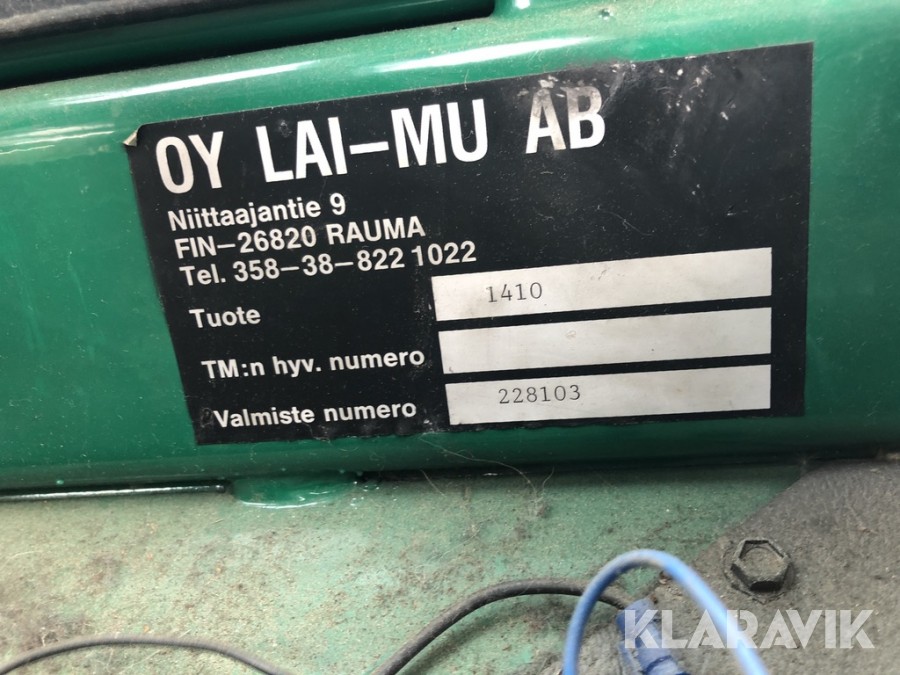 OY LAI-MU AB
Niittaajantie 9
FIN-26820 RAUMA
Tel. 358-38-822 1022
Tuote 1410
TM:n hyv. numero
Valmiste numero 228103
KLARAVIK